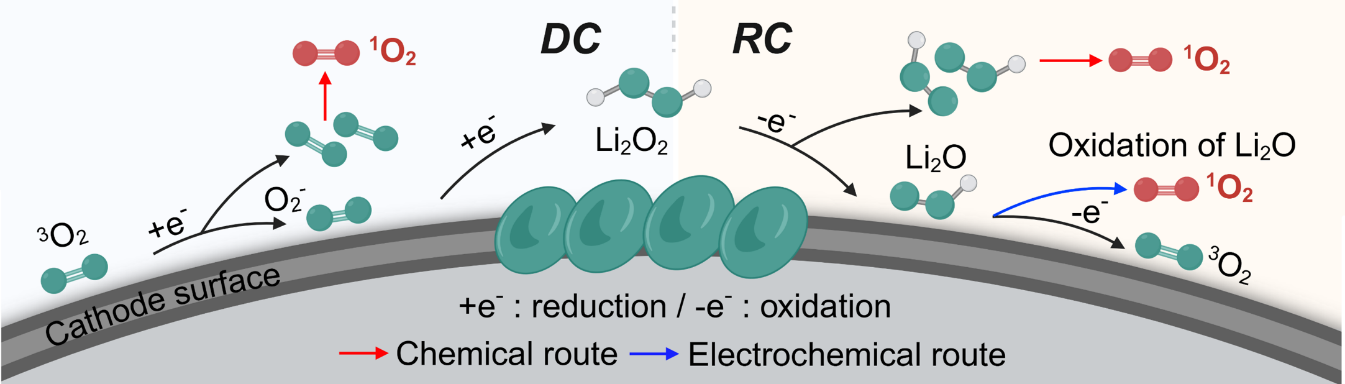 DC
RC
¹O₂
¹O₂
+e⁻
-e⁻
Li₂O₂
Li₂O
Oxidation of Li₂O
¹O₂
O₂⁻
+e⁻
-e⁻
³O₂
³O₂
Cathode surface
+e⁻ : reduction / -e⁻ : oxidation
Chemical route
Electrochemical route